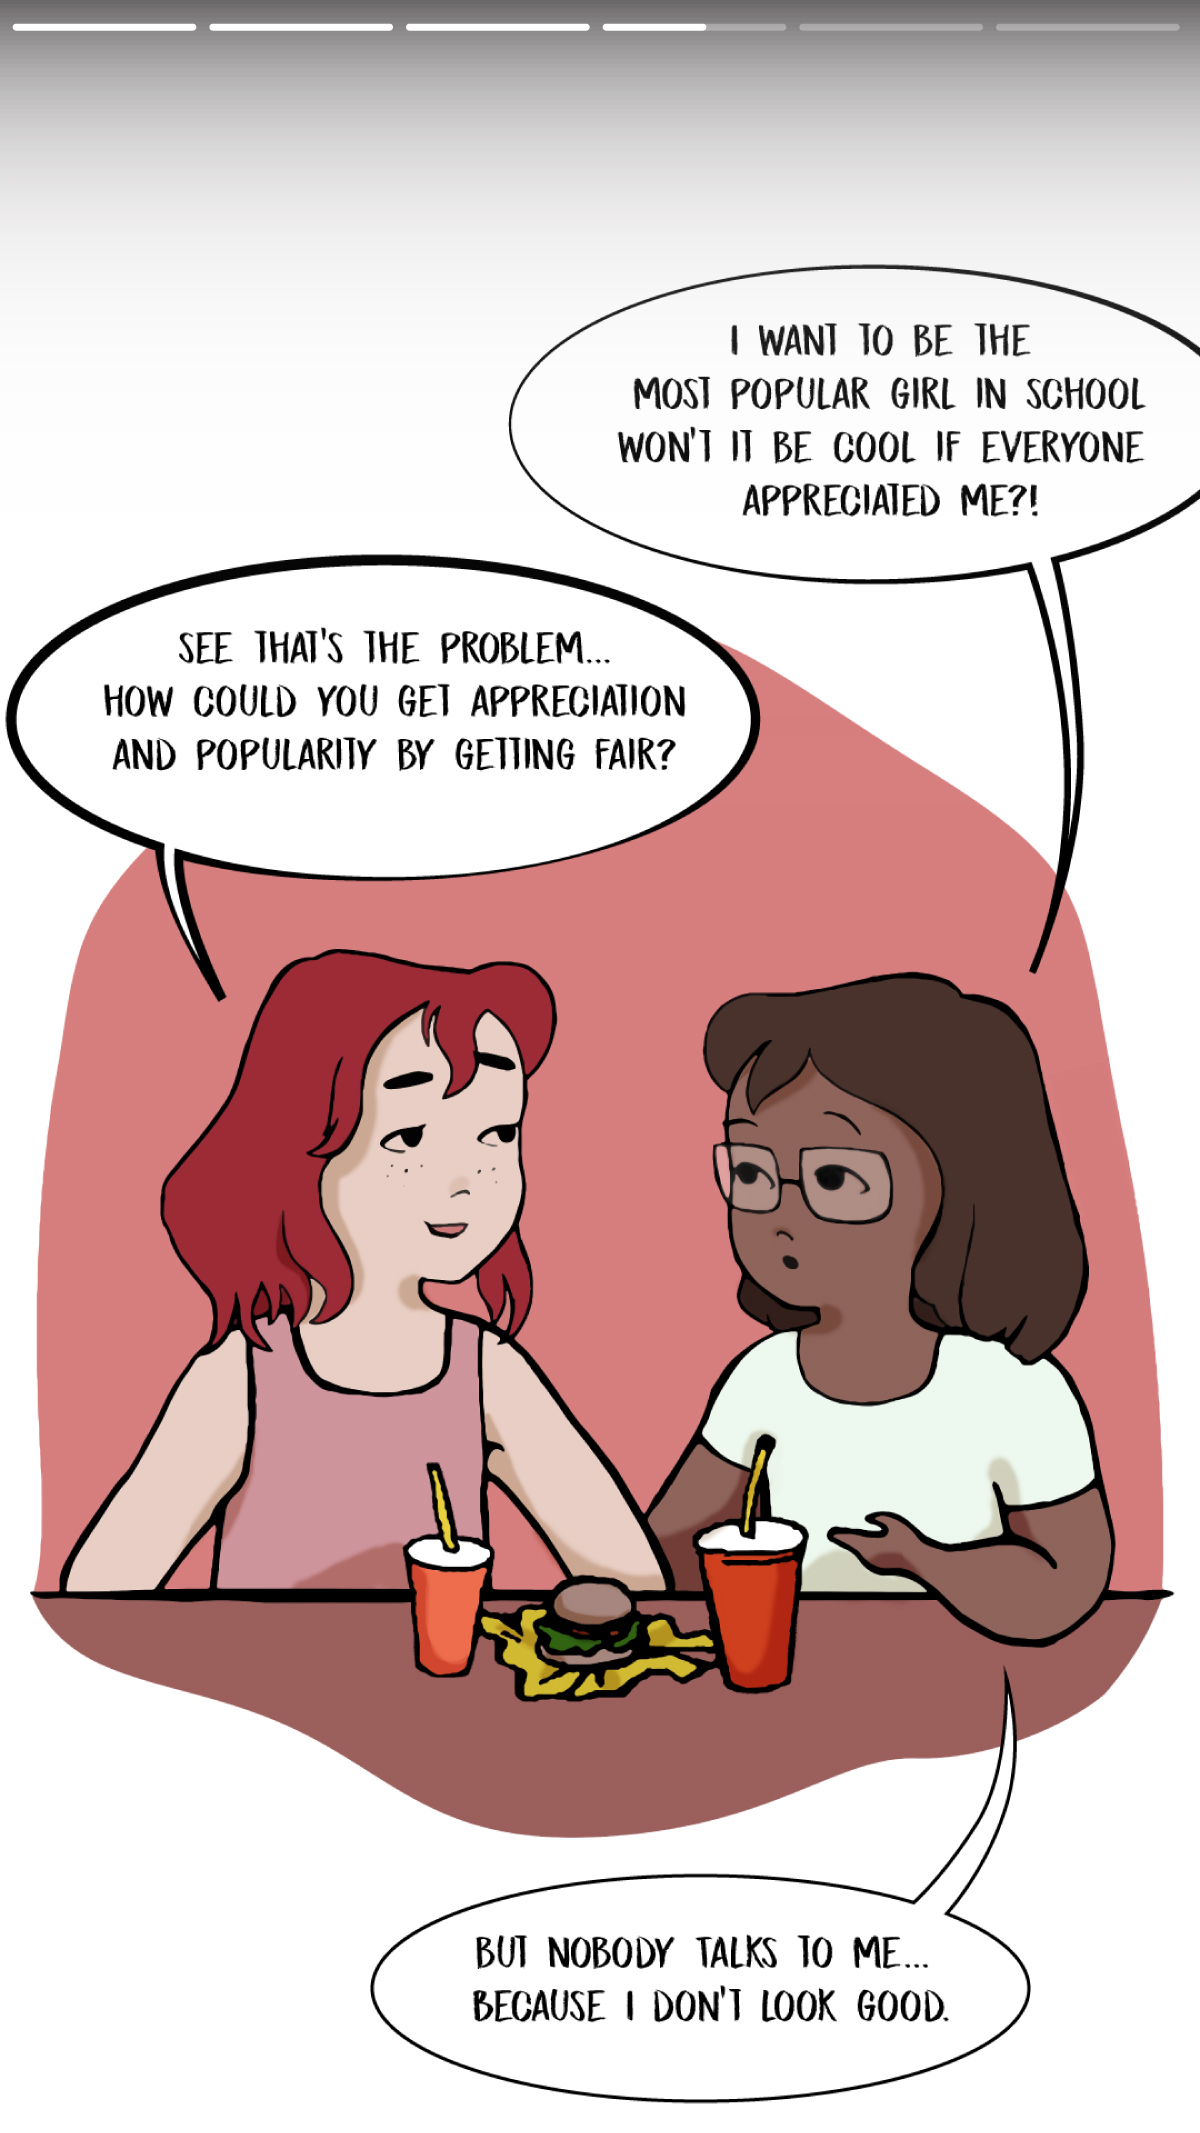 I WANT TO BE THE
MOST POPULAR GIRL IN SCHOOL
WON'T IT BE COOL IF EVERYONE
APPRECIATED ME?!
SEE THAT'S THE PROBLEM...
HOW COULD YOU GET APPRECIATION
AND POPULARITY BY GETTING FAIR?
BUT NOBODY TALKS TO ME...
BECAUSE I DON'T LOOK GOOD.